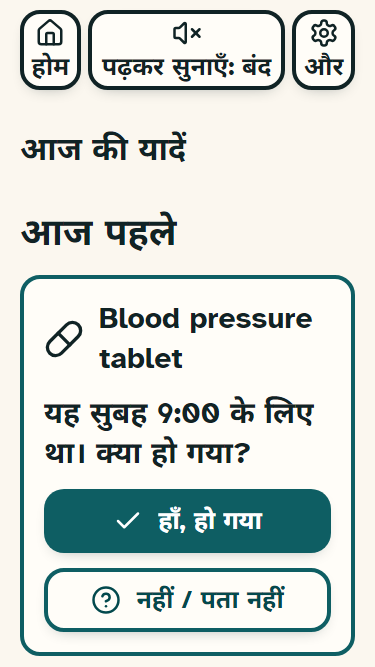 होम
पढ़कर सुनाएँ: बंद
और
आज की यादें
आज पहले
Blood pressure
tablet
यह सुबह 9:00 के लिए
था। क्या हो गया?
हाँ, हो गया
नहीं / पता नहीं